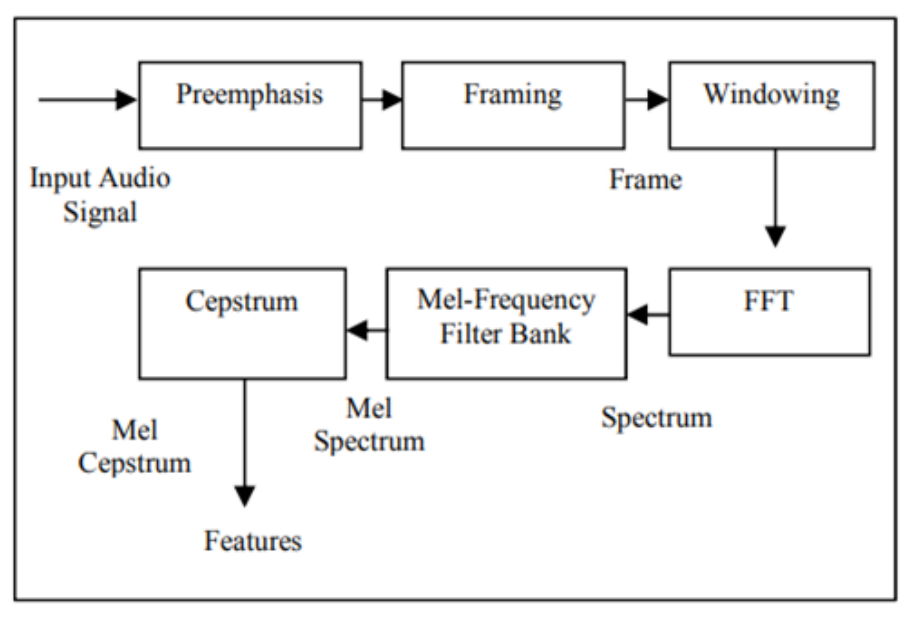 Preemphasis
Framing
Windowing
Input Audio
Signal
Frame
Cepstrum
Mel-Frequency
Filter Bank
FFT
Mel
Spectrum
Spectrum
Mel
Cepstrum
Features